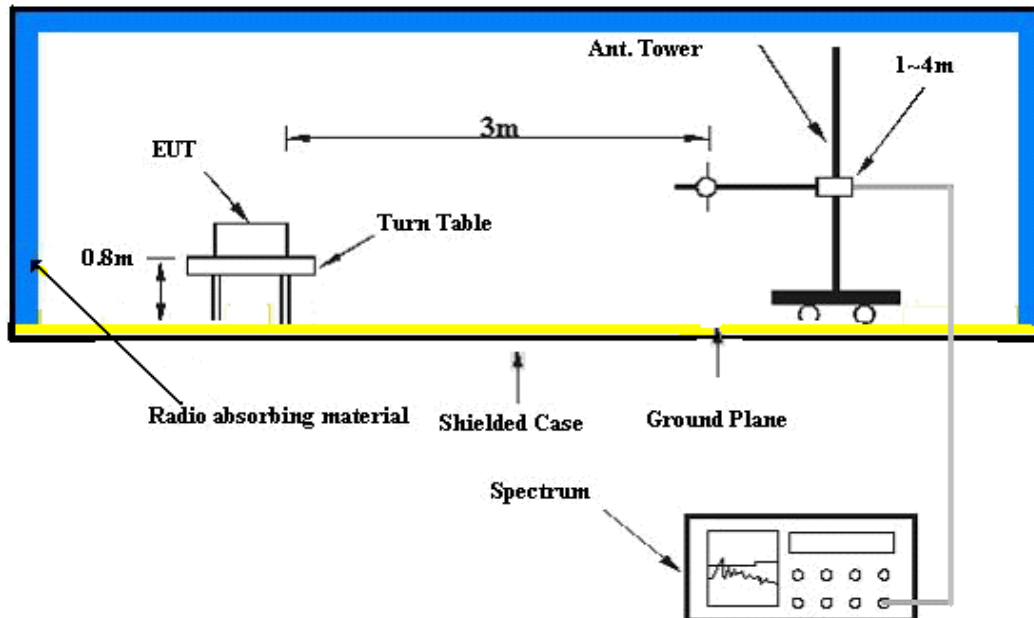 Ant. Tower
1~4m
3m
EUT
Turn Table
0.8m
Radio absorbing material
Shielded Case
Ground Plane
Spectrum